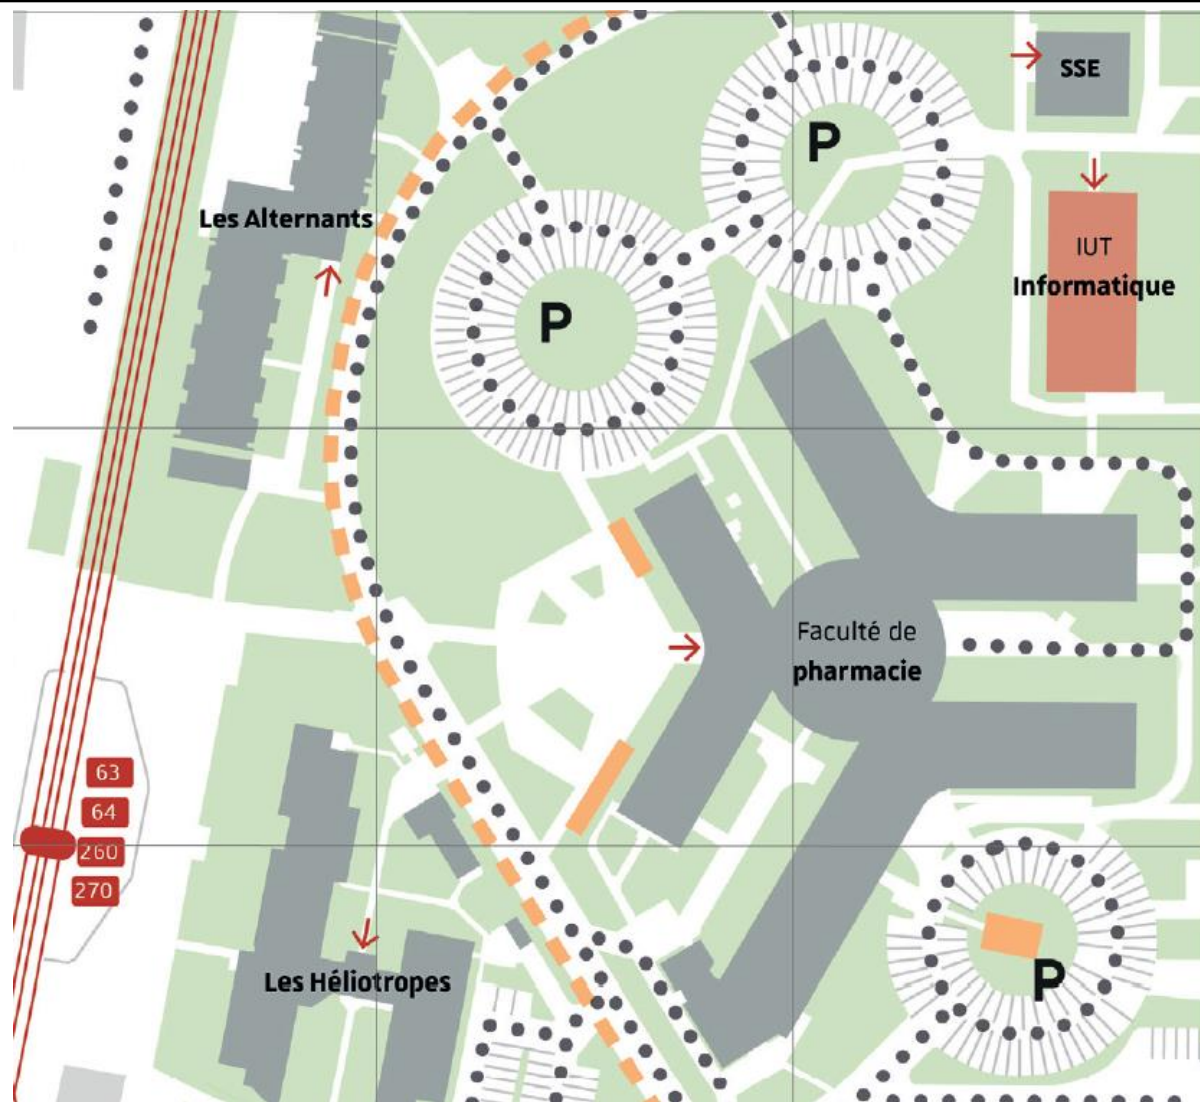 SSE
P
Les Alternants
IUT
Informatique
P
Faculté de
pharmacie
63
64
260
270
P
Les Héliotropes